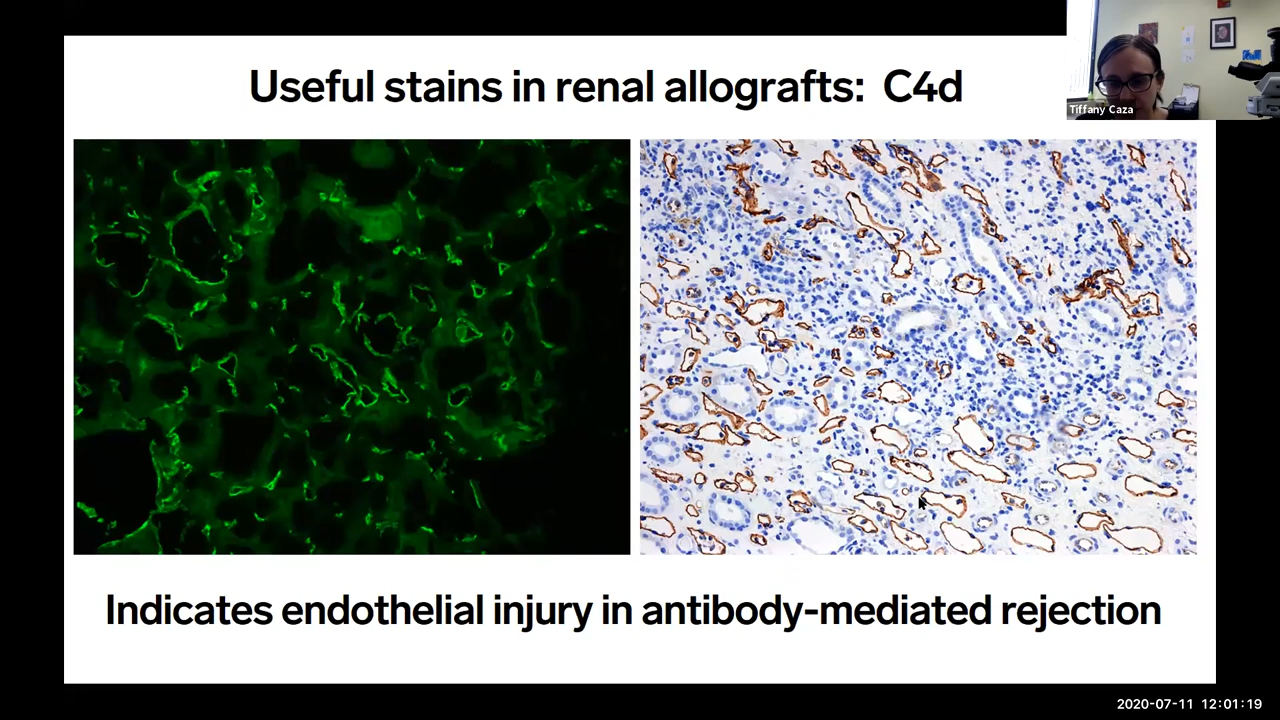 Useful stains in renal allografts: C4d
Tiffany Caza
Indicates endothelial injury in antibody-mediated rejection
2020-07-11 12:01:19